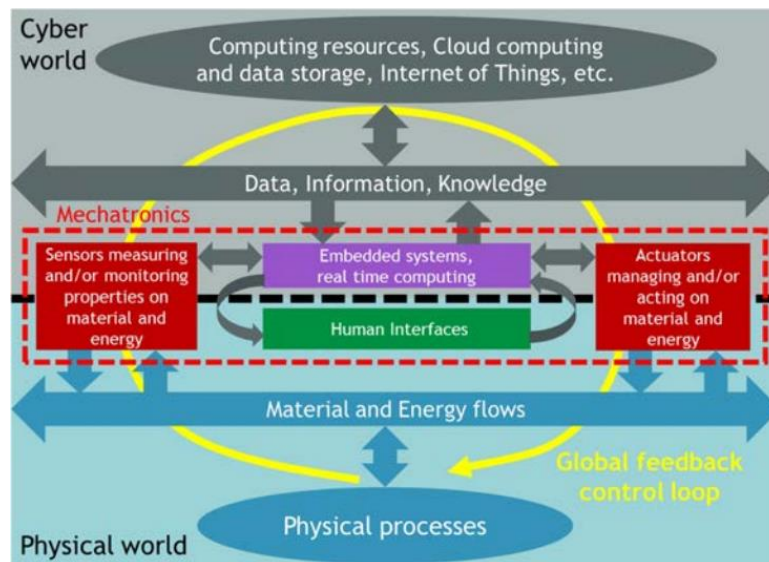 Cyber
world
Computing resources, Cloud computing
and data storage, Internet of Things, etc.
Data, Information, Knowledge
Mechatronics
Sensors measuring
and/or monitoring
properties on
material and
energy
Embedded systems,
real time computing
Human Interfaces
Actuators
managing and/or
acting on
material and
energy
Material and Energy flows
Global feedback
control loop
Physical processes
Physical world